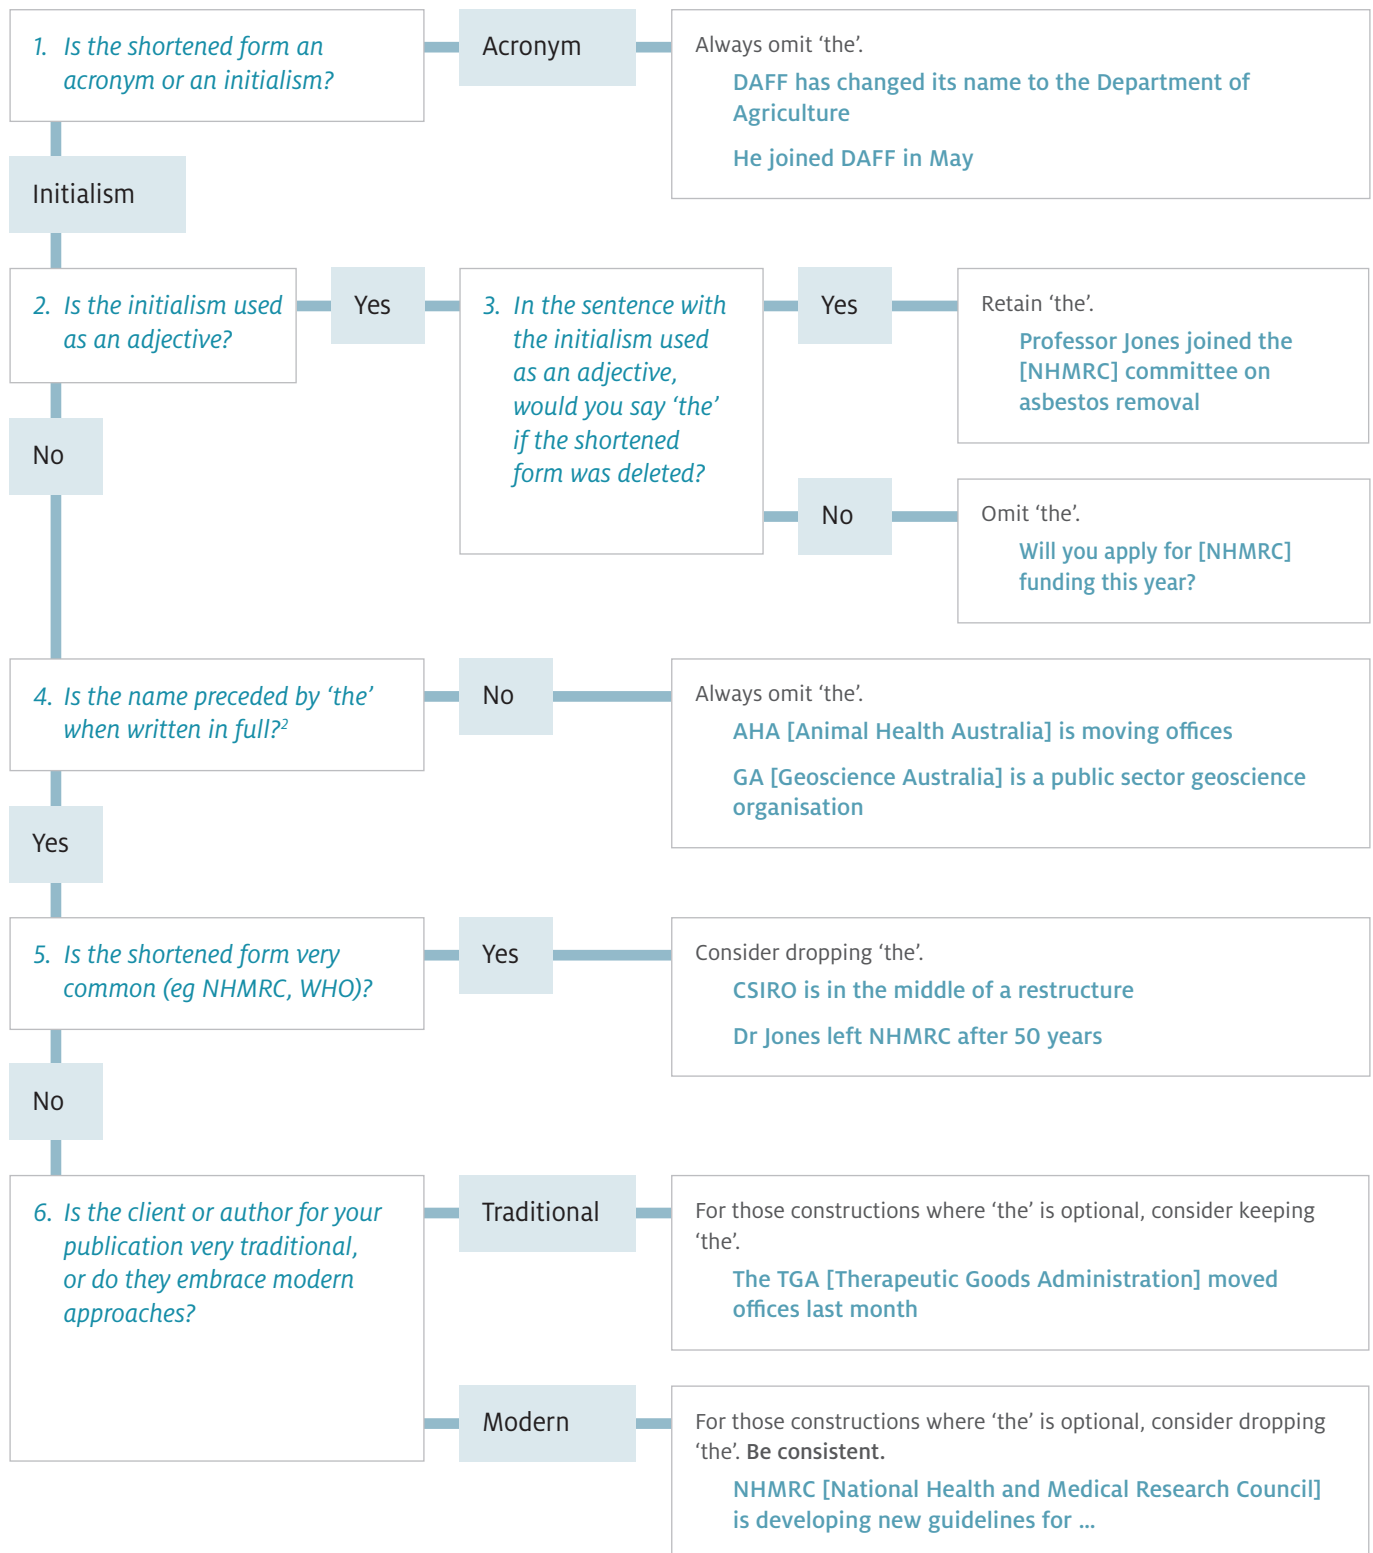 1. Is the shortened form an
acronym or an initialism?
Acronym
Always omit ‘the’.
DAFF has changed its name to the Department of
Agriculture
He joined DAFF in May
Initialism
2. Is the initialism used
as an adjective?
Yes
3. In the sentence with
the initialism used
as an adjective,
would you say ‘the’
if the shortened
form was deleted?
Yes
Retain ‘the’.
Professor Jones joined the
[NHMRC] committee on
asbestos removal
No
Omit ‘the’.
Will you apply for [NHMRC]
funding this year?
No
4. Is the name preceded by ‘the’
when written in full?2
No
Always omit ‘the’.
AHA [Animal Health Australia] is moving offices
GA [Geoscience Australia] is a public sector geoscience
organisation
Yes
5. Is the shortened form very
common (eg NHMRC, WHO)?
Yes
Consider dropping ‘the’.
CSIRO is in the middle of a restructure
Dr Jones left NHMRC after 50 years
No
6. Is the client or author for your
publication very traditional,
or do they embrace modern
approaches?
Traditional
For those constructions where ‘the’ is optional, consider keeping
‘the’.
The TGA [Therapeutic Goods Administration] moved
offices last month
Modern
For those constructions where ‘the’ is optional, consider dropping
‘the’. Be consistent.
NHMRC [National Health and Medical Research Council]
is developing new guidelines for ...